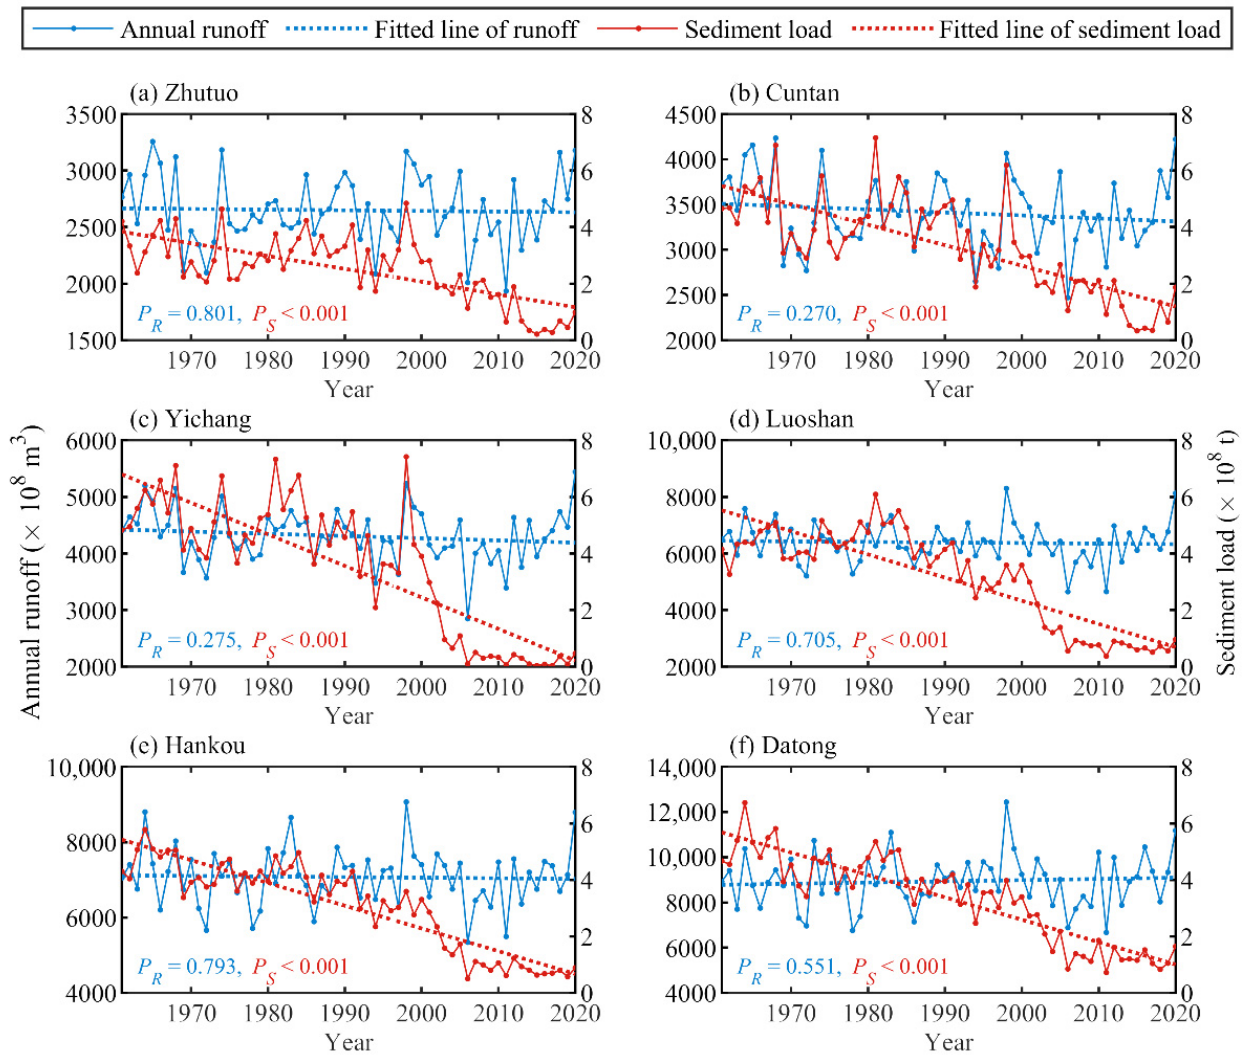 Annual runoff Fitted line of runoff Sediment load Fitted line of sediment load
(a) Zhutuo
3500
3000
2500
2000
1500
8
6
4
2
0
P_R = 0.801, P_S < 0.001
1970 1980 1990 2000 2010 2020
Year
(b) Cuntan
4500
4000
3500
3000
2500
2000
8
6
4
2
0
P_R = 0.270, P_S < 0.001
1970 1980 1990 2000 2010 2020
Year
Annual runoff (× 10^8 m^3)
(c) Yichang
6000
5000
4000
3000
2000
8
6
4
2
0
P_R = 0.275, P_S < 0.001
1970 1980 1990 2000 2010 2020
Year
(d) Luoshan
10,000
8000
6000
4000
2000
8
6
4
2
0
P_R = 0.705, P_S < 0.001
1970 1980 1990 2000 2010 2020
Year
Sediment load (× 10^8 t)
(e) Hankou
10,000
8000
6000
4000
8
6
4
2
0
P_R = 0.793, P_S < 0.001
1970 1980 1990 2000 2010 2020
Year
(f) Datong
14,000
12,000
10,000
8000
6000
4000
8
6
4
2
0
P_R = 0.551, P_S < 0.001
1970 1980 1990 2000 2010 2020
Year